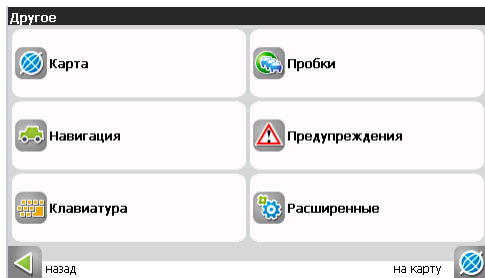 Другое
Карта
Пробки
Навигация
Предупреждения
Клавиатура
Расширенные
назад
на карту